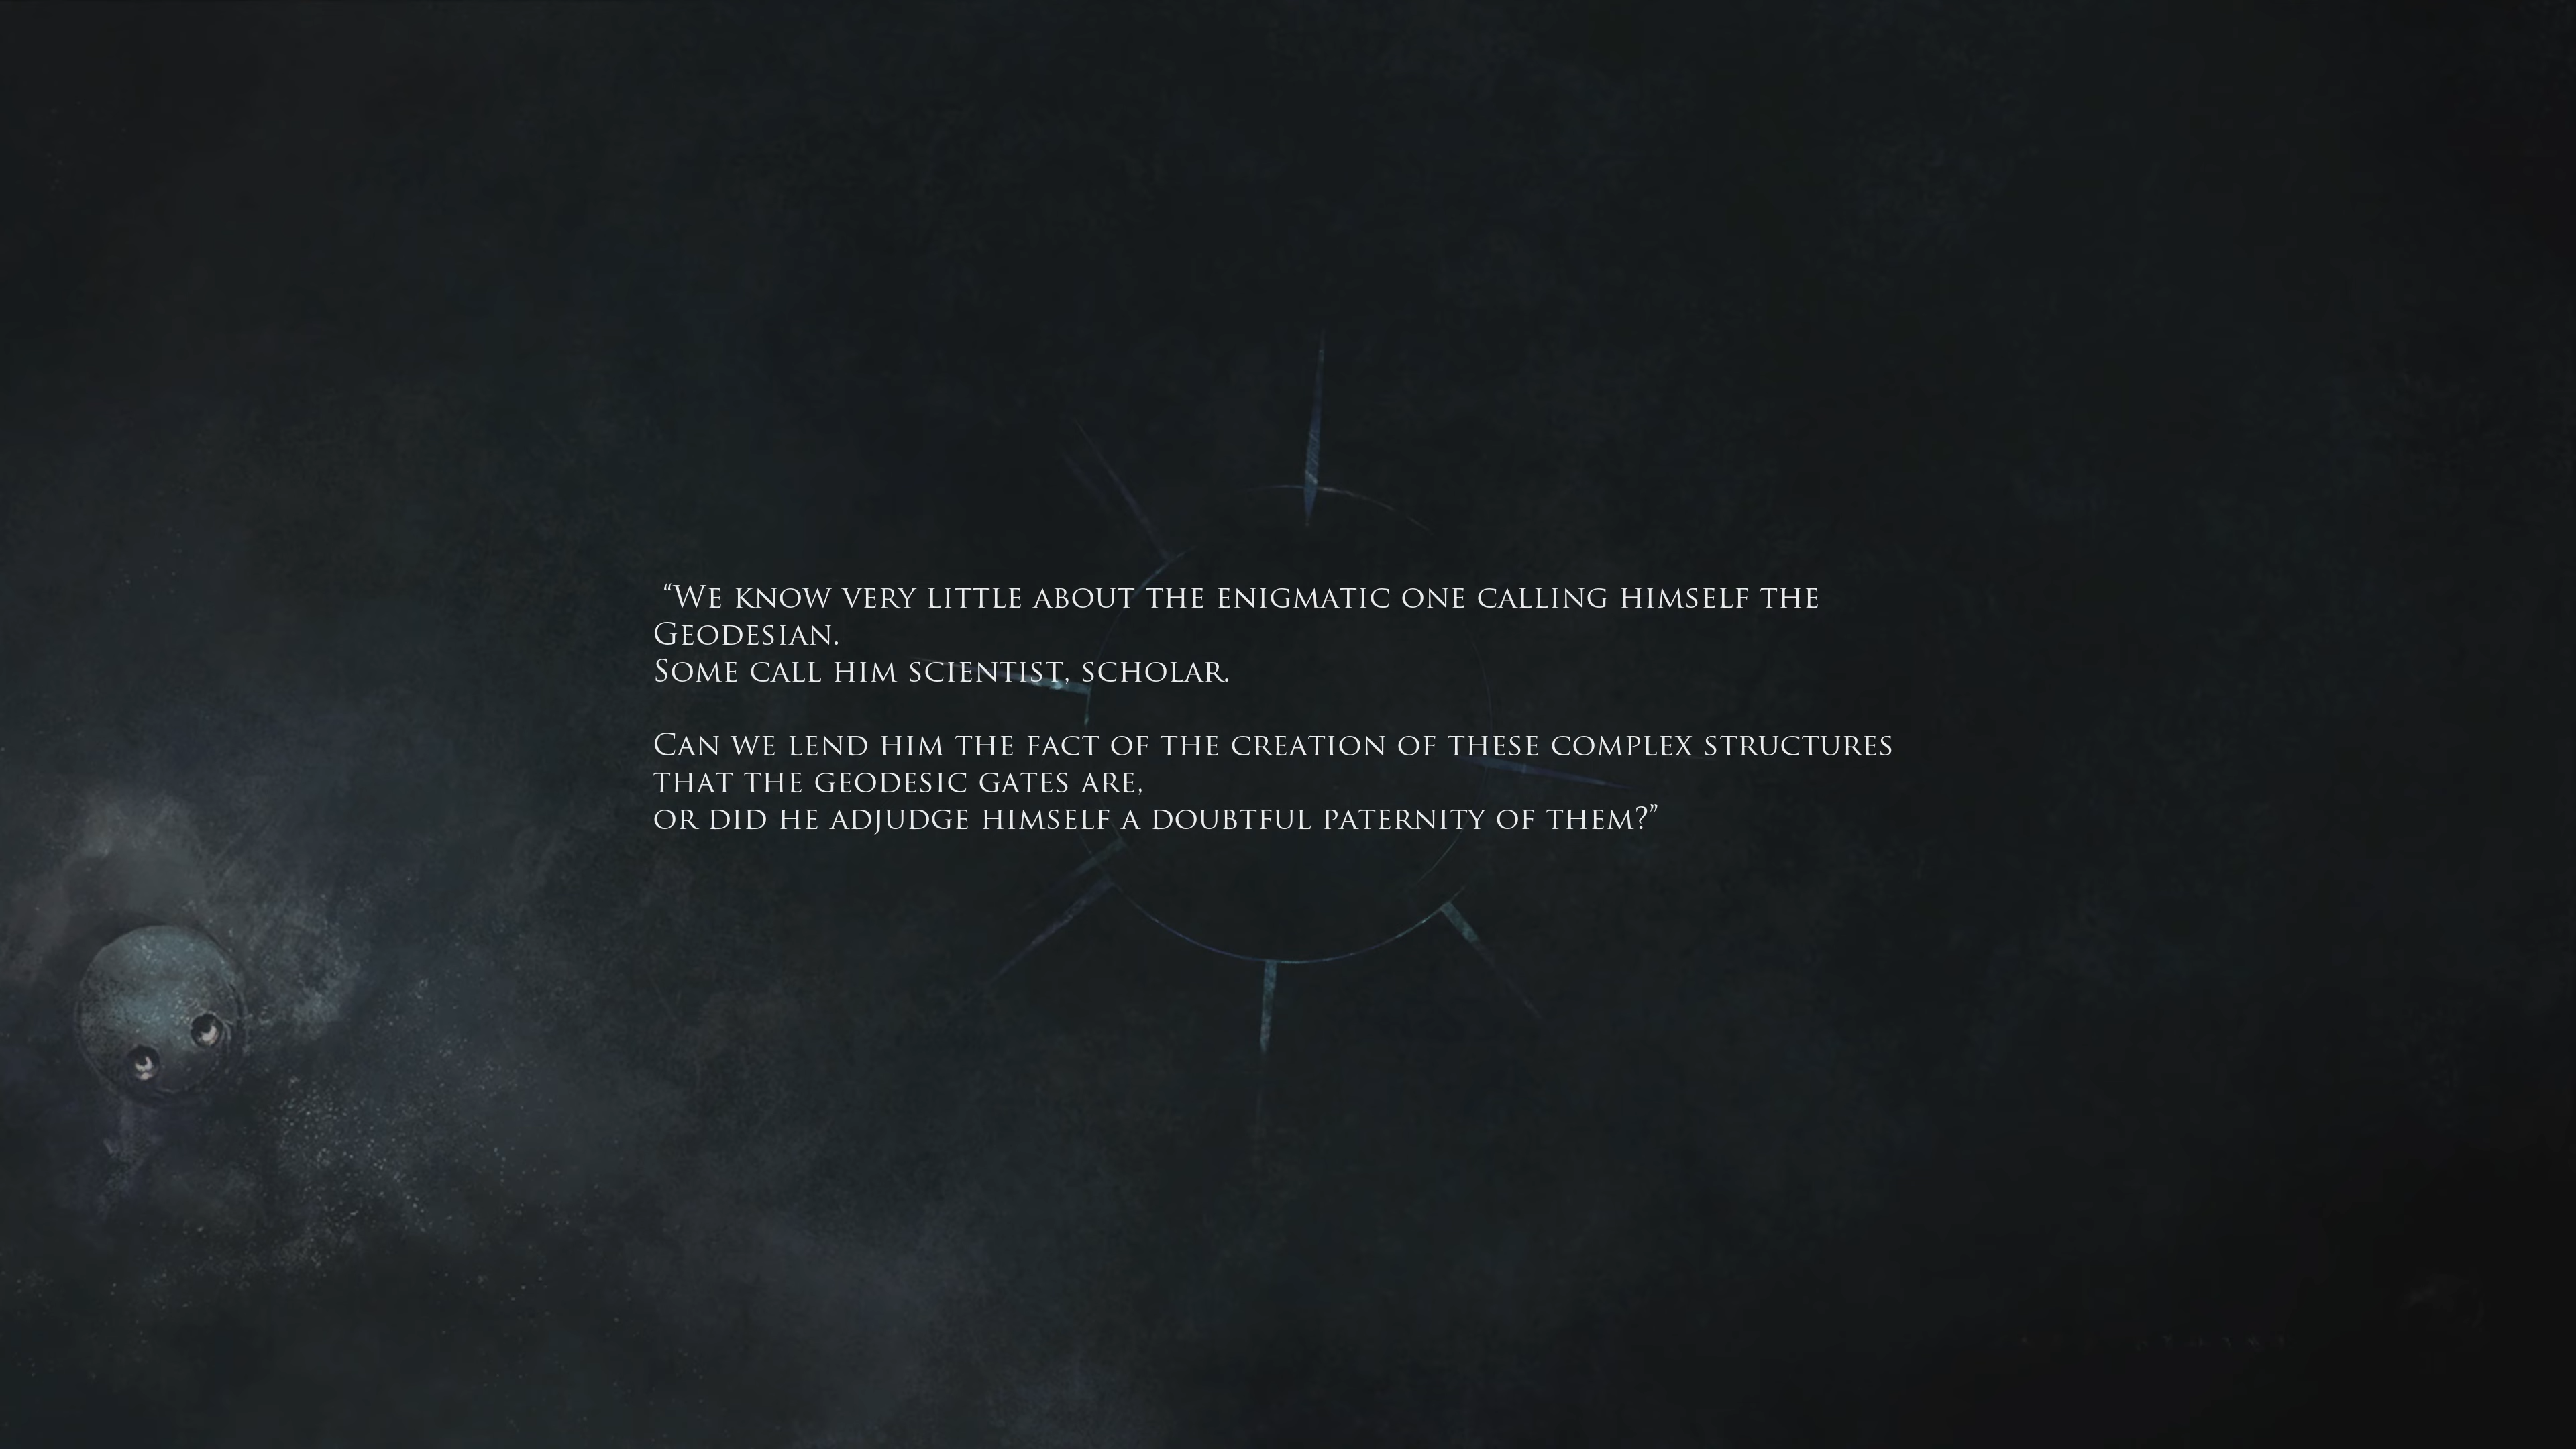 “We know very little about the enigmatic one calling himself the
Geodesian.
Some call him scientist, scholar.
Can we lend him the fact of the creation of these complex structures
that the geodesic gates are,
or did he adjudge himself a doubtful paternity of them?”